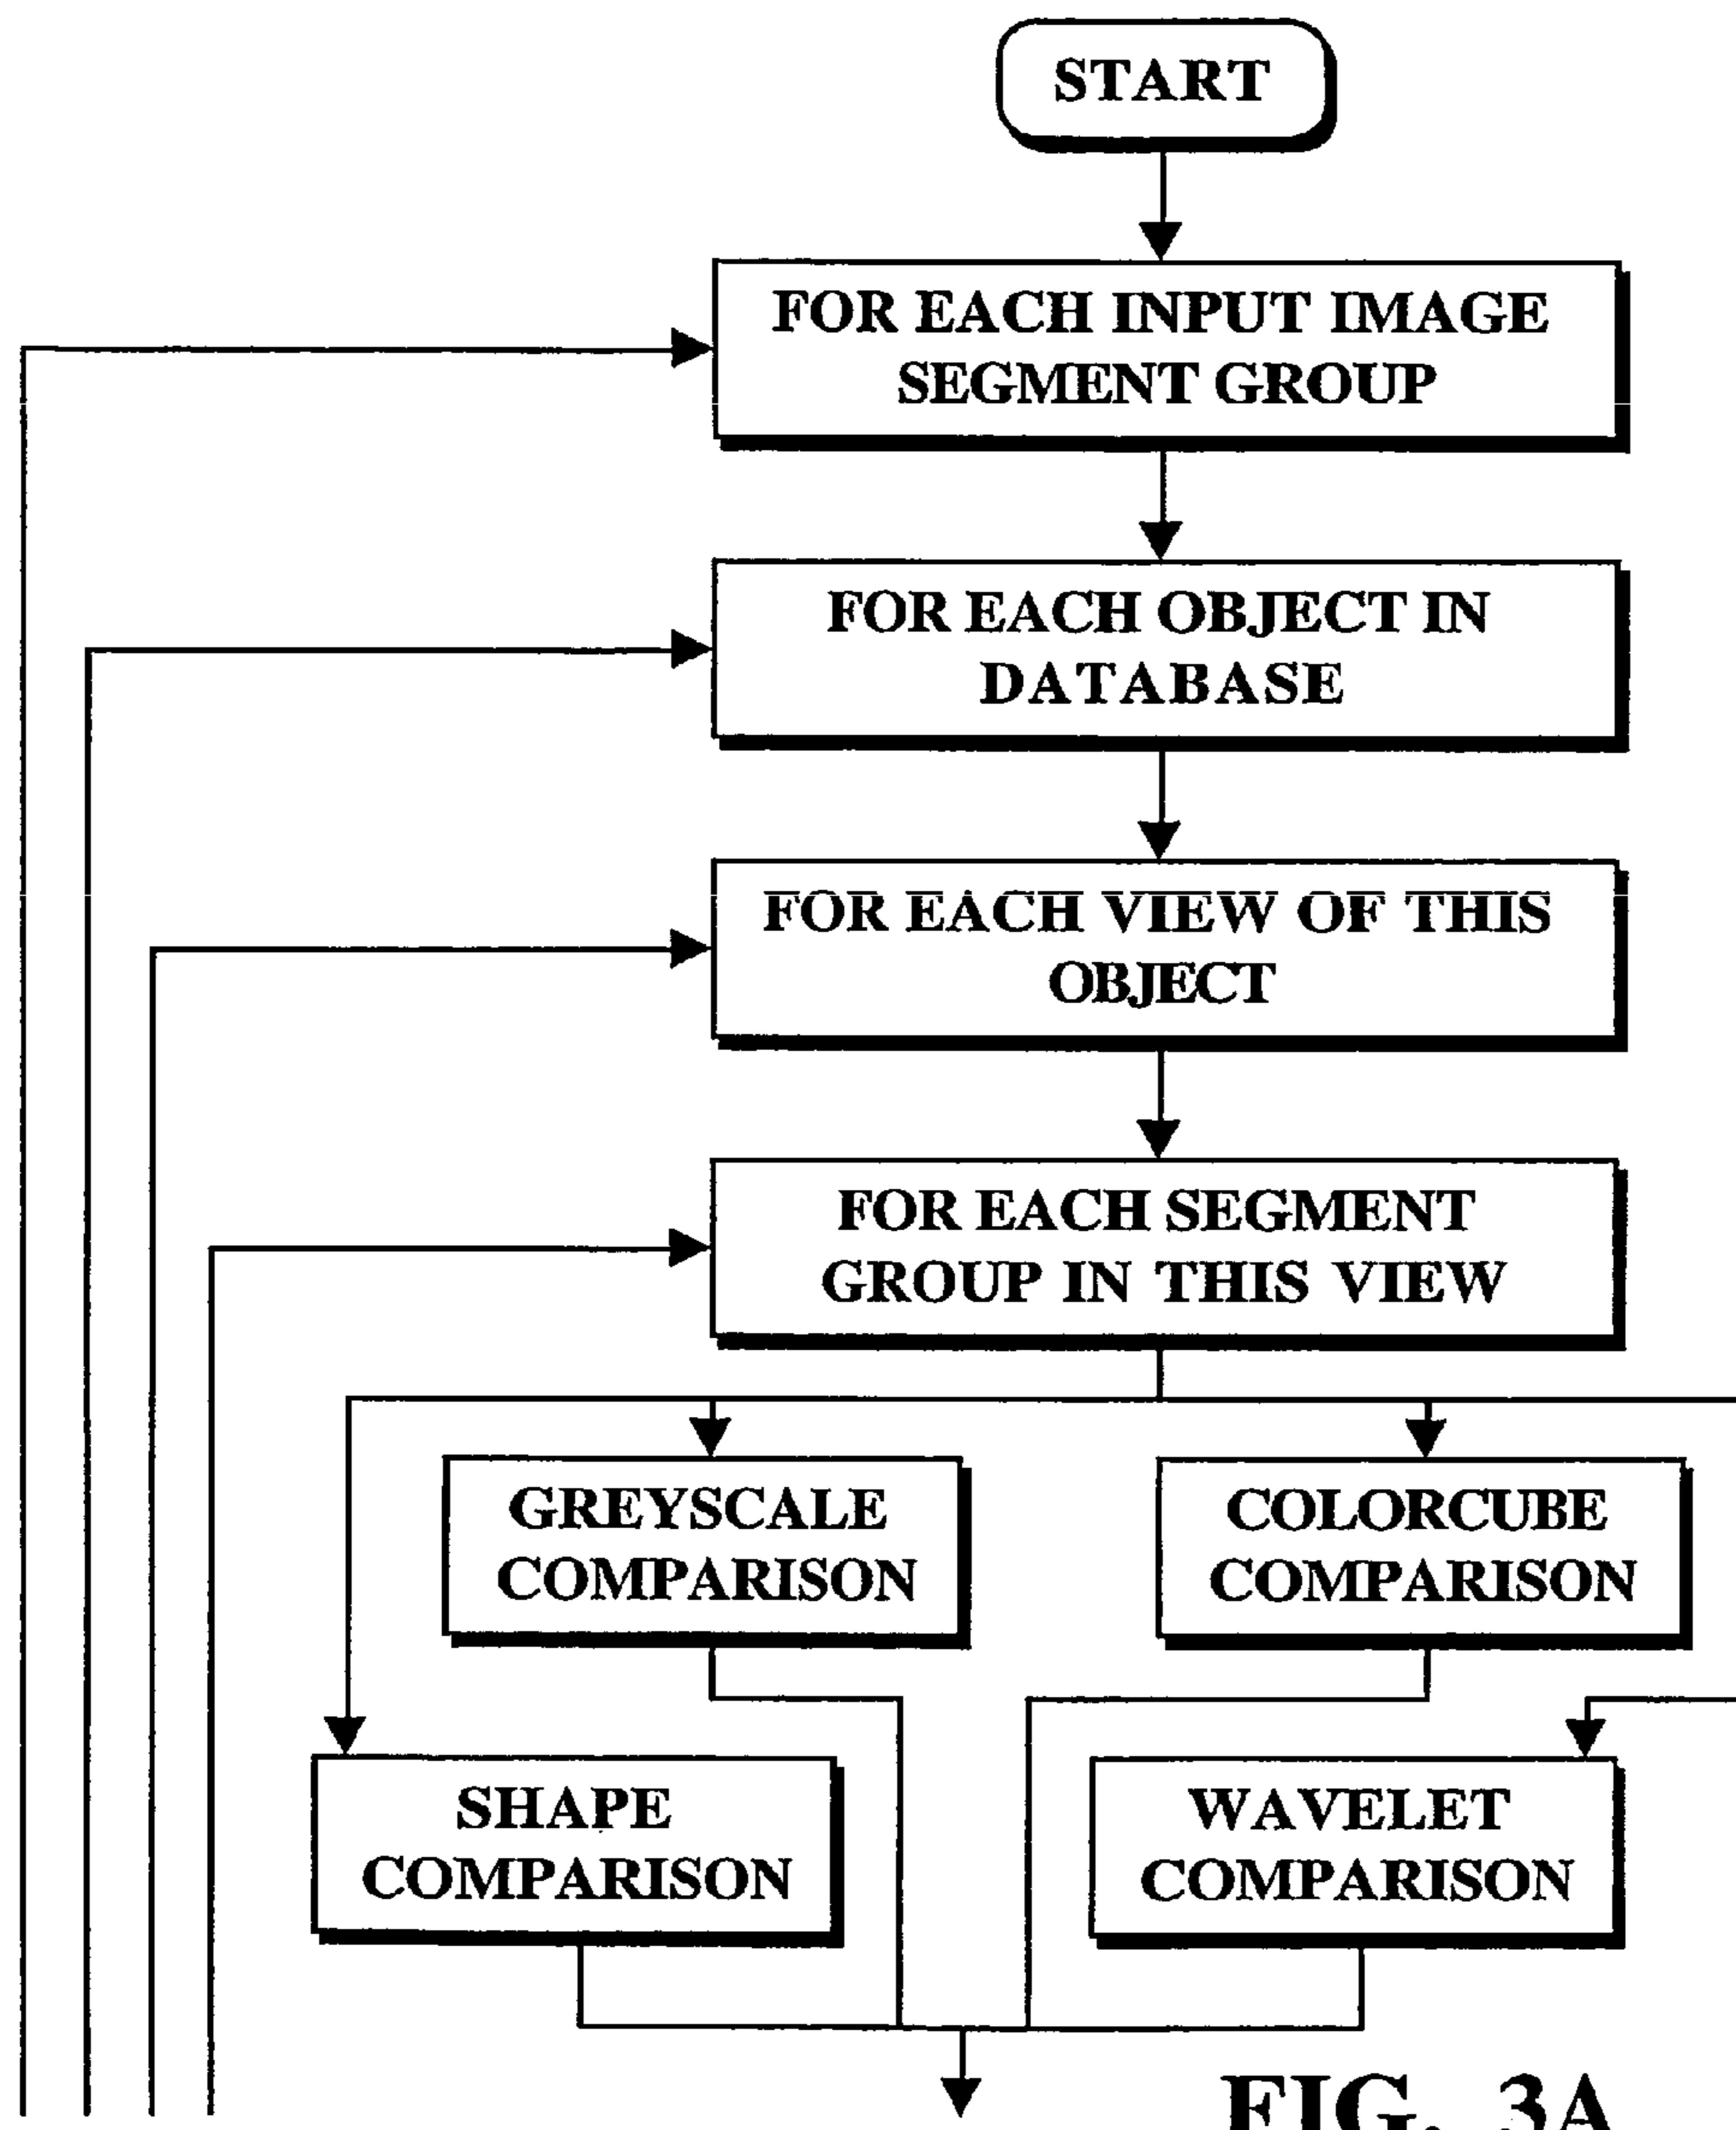 START
FOR EACH INPUT IMAGE
SEGMENT GROUP
FOR EACH OBJECT IN
DATABASE
FOR EACH VIEW OF THIS
OBJECT
FOR EACH SEGMENT
GROUP IN THIS VIEW
GREYSCALE
COMPARISON
COLORCUBE
COMPARISON
SHAPE
COMPARISON
WAVELET
COMPARISON
FIG. 3A